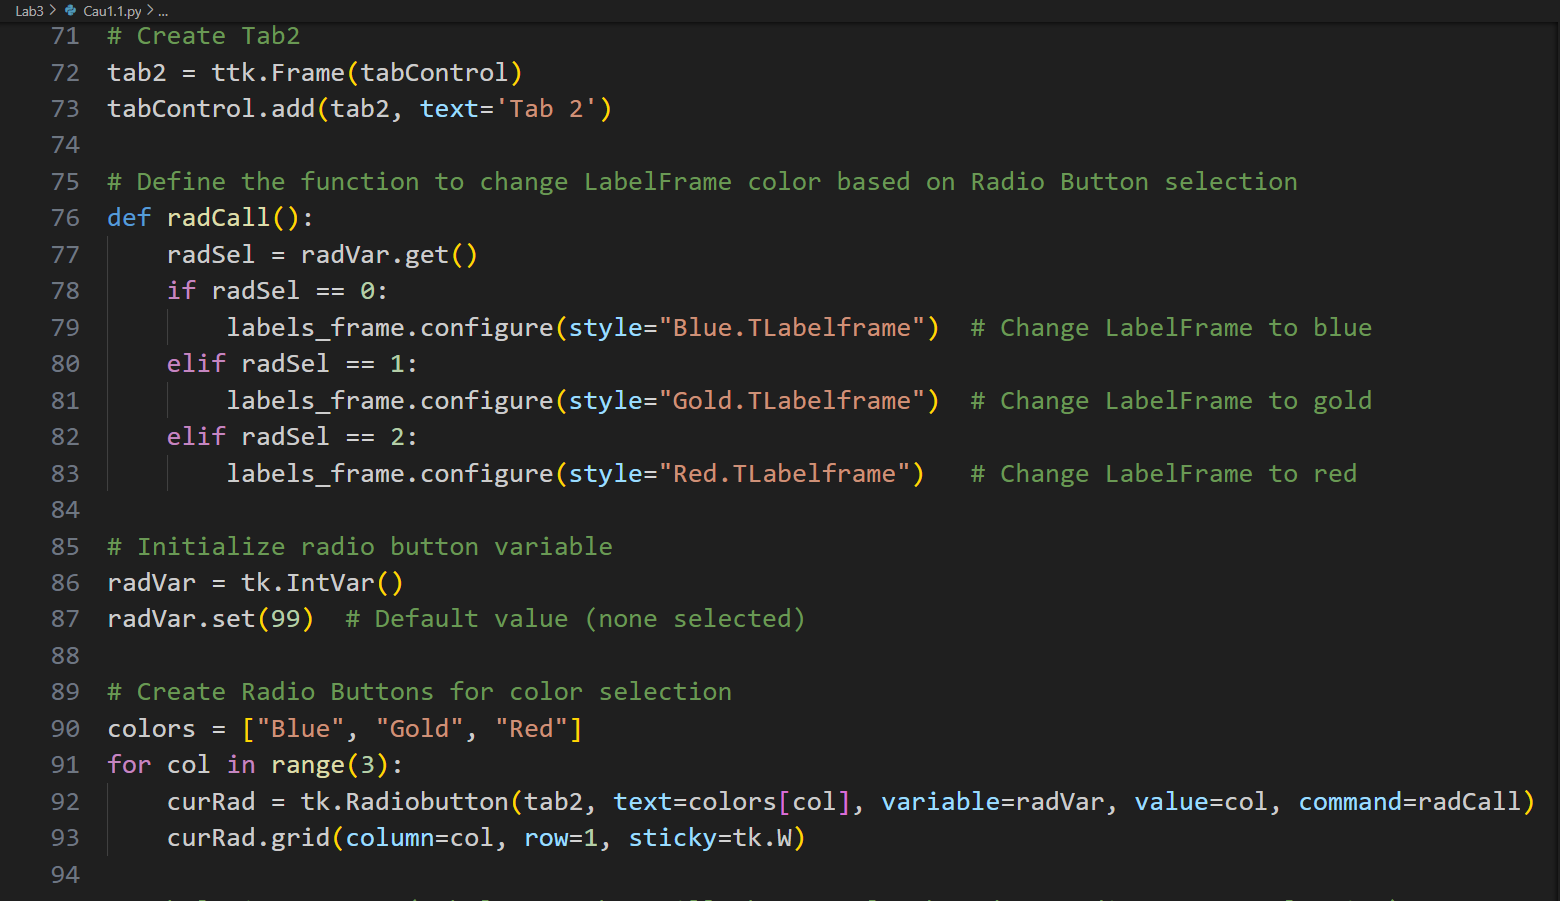 Lab3 > Cau1.1.py > ...
71 # Create Tab2
72 tab2 = ttk.Frame(tabControl)
73 tabControl.add(tab2, text='Tab 2')
74
75 # Define the function to change LabelFrame color based on Radio Button selection
76 def radCall():
77     radSel = radVar.get()
78     if radSel == 0:
79         labels_frame.configure(style="Blue.TLabelframe")  # Change LabelFrame to blue
80     elif radSel == 1:
81         labels_frame.configure(style="Gold.TLabelframe")  # Change LabelFrame to gold
82     elif radSel == 2:
83         labels_frame.configure(style="Red.TLabelframe")   # Change LabelFrame to red
84
85 # Initialize radio button variable
86 radVar = tk.IntVar()
87 radVar.set(99)  # Default value (none selected)
88
89 # Create Radio Buttons for color selection
90 colors = ["Blue", "Gold", "Red"]
91 for col in range(3):
92     curRad = tk.Radiobutton(tab2, text=colors[col], variable=radVar, value=col, command=radCall)
93     curRad.grid(column=col, row=1, sticky=tk.W)
94